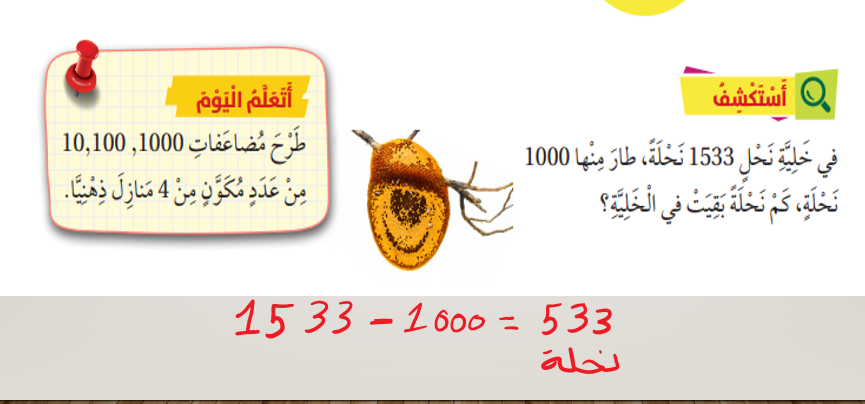 أَسْتَكْشِفُ
في خَلِيَّةِ نَحْلٍ 1533 نَحْلَةً، طارَ مِنْها 1000
نَحْلَةٍ، كَمْ نَحْلَةً بَقِيَتْ في الْخَلِيَّةِ؟
أَتَعَلَّمُ الْيَوْمَ
طَرْحَ مُضاعَفاتِ 1000, 10,100
مِنْ عَدَدٍ مُكَوَّنٍ مِنْ 4 مَنازِلَ ذِهْنِيًّا.
1533 - 1000 = 533
نحلة